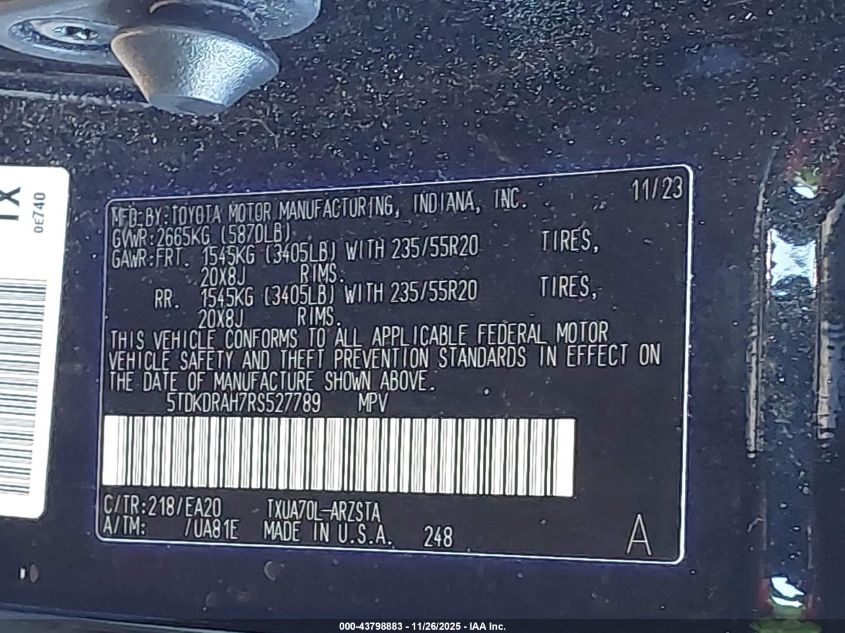 TX
0E740
MFD. BY: TOYOTA MOTOR MANUFACTURING, INDIANA, INC. 11/23
GVWR: 2665KG (5870LB)
GAWR: FRT. 1545KG (3405LB) WITH 235/55R20 TIRES,
20X8J RIMS.
RR. 1545KG (3405LB) WITH 235/55R20 TIRES,
20X8J RIMS.
THIS VEHICLE CONFORMS TO ALL APPLICABLE FEDERAL MOTOR
VEHICLE SAFETY AND THEFT PREVENTION STANDARDS IN EFFECT ON
THE DATE OF MANUFACTURE SHOWN ABOVE.
5TDKDRAH7RS527789 MPV
C/TR: 218/EA20 TXUA70L-ARZSTA
A/TM: /UA81E MADE IN U.S.A. 248 A
000-43798883 - 11/26/2025 - IAA Inc.